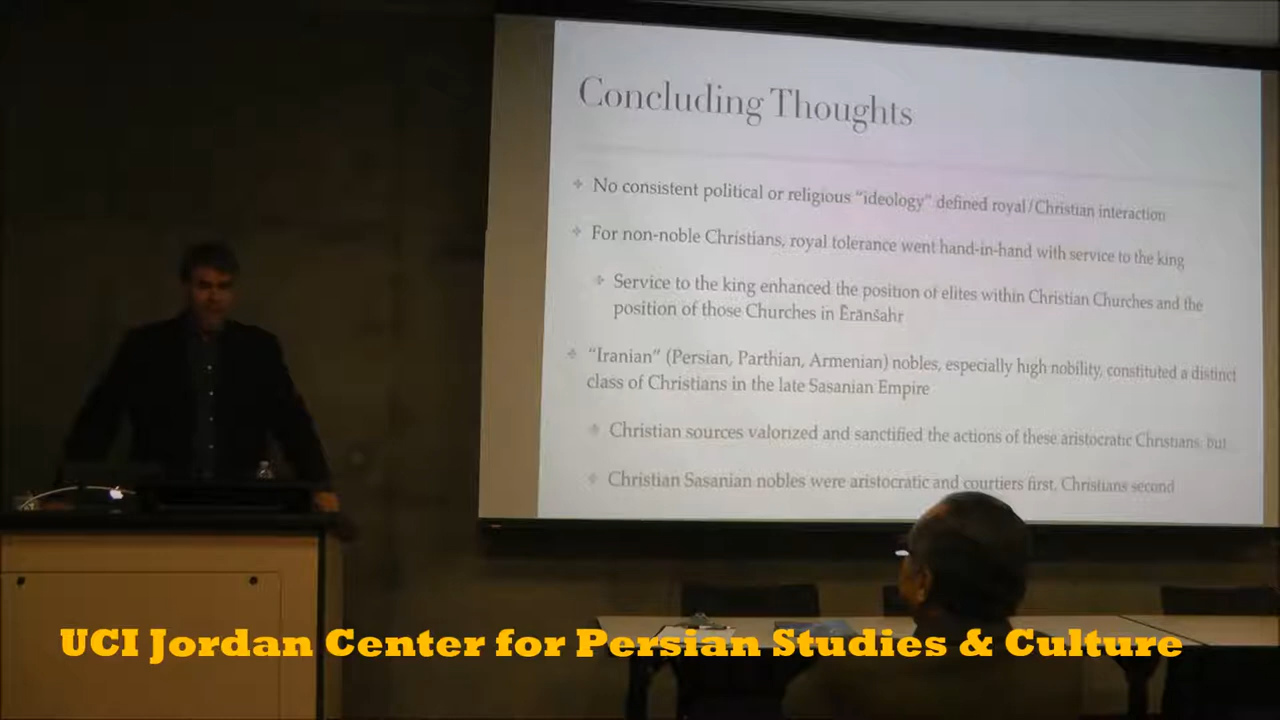 Concluding Thoughts
No consistent political or religious “ideology” defined royal/Christian interaction
For non-noble Christians, royal tolerance went hand-in-hand with service to the king
Service to the king enhanced the position of elites within Christian Churches and the
position of those Churches in Ērānšahr
“Iranian” (Persian, Parthian, Armenian) nobles, especially high nobility, constituted a distinct
class of Christians in the late Sasanian Empire
Christian sources valorized and sanctified the actions of these aristocratic Christians, but
Christian Sasanian nobles were aristocratic and courtiers first, Christians second
UCI Jordan Center for Persian Studies & Culture